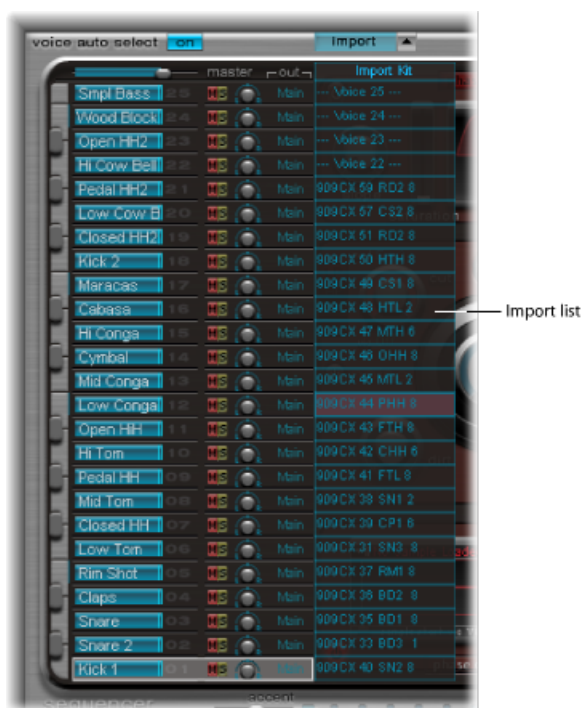 voice auto select on Import
master out Import Kit
Smpl Bass 25 M S Main --- Voice 25 ---
Wood Block 24 M S Main --- Voice 24 ---
Open HH2 23 M S Main --- Voice 23 ---
Hi Cow Bell 22 M S Main --- Voice 22 ---
Pedal HH2 21 M S Main 909CX 59 RD2 8
Low Cow B 20 M S Main 909CX 57 CS2 8
Closed HH2 19 M S Main 909CX 51 RD2 8
Kick 2 18 M S Main 909CX 50 HTH 8
Maracas 17 M S Main 909CX 49 CS1 8
Cabasa 16 M S Main 909CX 48 HTL 2
Import list
Hi Conga 15 M S Main 909CX 47 MTH 6
Cymbal 14 M S Main 909CX 46 OHH 8
Mid Conga 13 M S Main 909CX 45 MTL 2
Low Conga 12 M S Main 909CX 44 PHH 8
Open HH 11 M S Main 909CX 43 FTH 8
Hi Tom 10 M S Main 909CX 42 CHH 6
Pedal HH 09 M S Main 909CX 41 FTL 8
Mid Tom 08 M S Main 909CX 38 SN1 2
Closed HH 07 M S Main 909CX 39 CP1 6
Low Tom 06 M S Main 909CX 31 SN3 8
Rim Shot 05 M S Main 909CX 37 RM1 8
Claps 04 M S Main 909CX 36 BD2 8
Snare 03 M S Main 909CX 35 BD1 8
Snare 2 02 M S Main 909CX 33 BD3 1
Kick 1 01 M S Main 909CX 40 SN2 8
sequencer accent